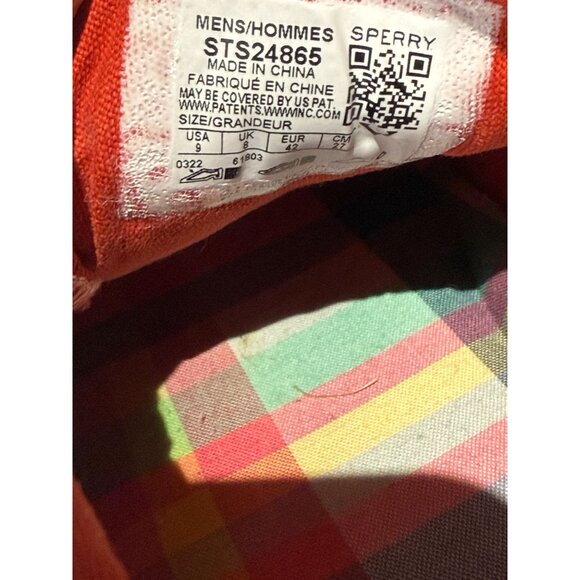 MENS/HOMMES SPERRY
STS24865
MADE IN CHINA
FABRIQUÉ EN CHINE
MAY BE COVERED BY US PAT.
WWW.PATENTS.WWWINC.COM
SIZE/GRANDEUR
USA UK EUR CM
9 8 42 27
0322 61803